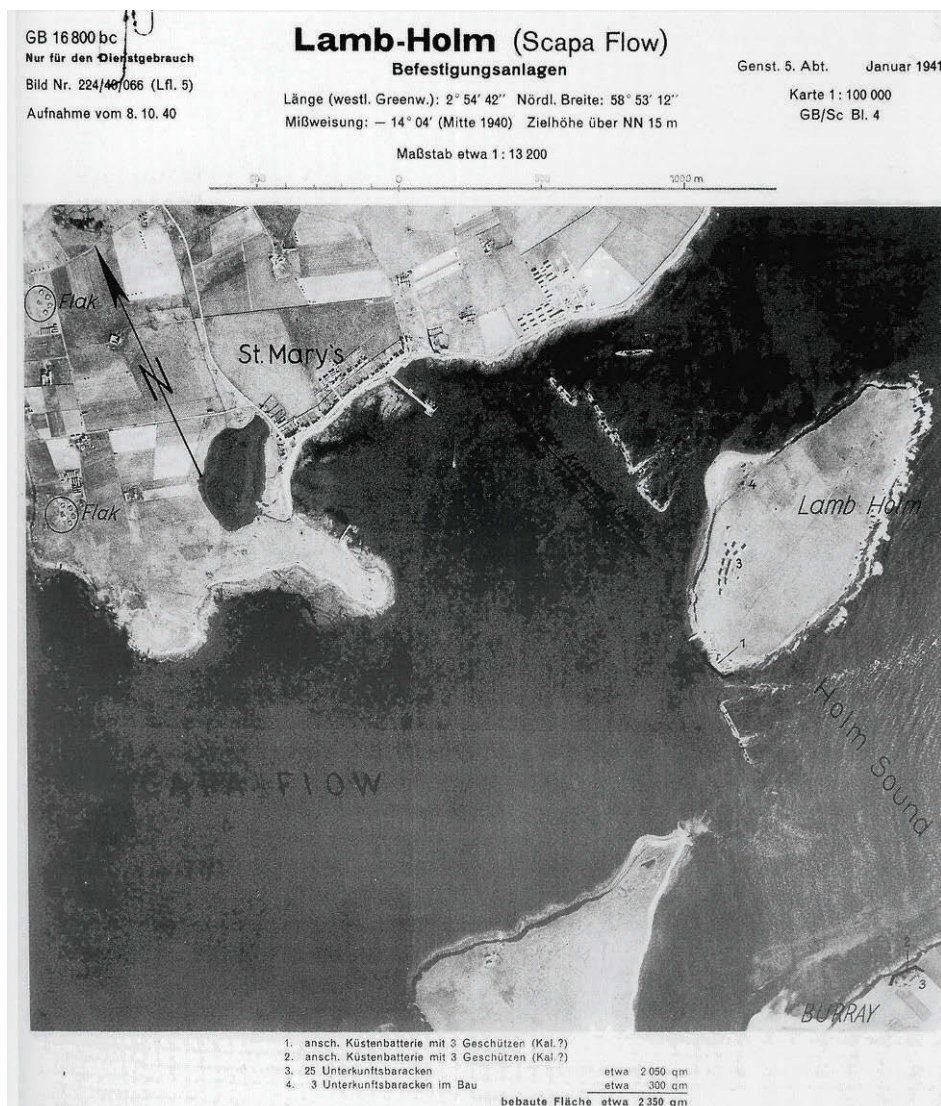 GB 16 800 bc
Nur für den Dienstgebrauch
Bild Nr. 224/40/066 (Lfl. 5)
Aufnahme vom 8. 10. 40
Lamb-Holm (Scapa Flow)
Befestigungsanlagen
Länge (westl. Greenw.): 2° 54′ 42″ Nördl. Breite: 58° 53′ 12″
Mißweisung: — 14° 04′ (Mitte 1940) Zielhöhe über NN 15 m
Maßstab etwa 1 : 13 200
Genst. 5. Abt. Januar 1941
Karte 1 : 100 000
GB/Sc Bl. 4
500 0 500 1000 m
Flak
N
St. Mary's
Flak
4
Lamb Holm
3
1
Holm Sound
SCAPA FLOW
2
3
BURRAY
1. ansch. Küstenbatterie mit 3 Geschützen (Kal. ?)
2. ansch. Küstenbatterie mit 3 Geschützen (Kal. ?)
3. 25 Unterkunftsbaracken etwa 2 050 qm
4. 3 Unterkunftsbaracken im Bau etwa 300 qm
bebaute Fläche etwa 2 350 qm